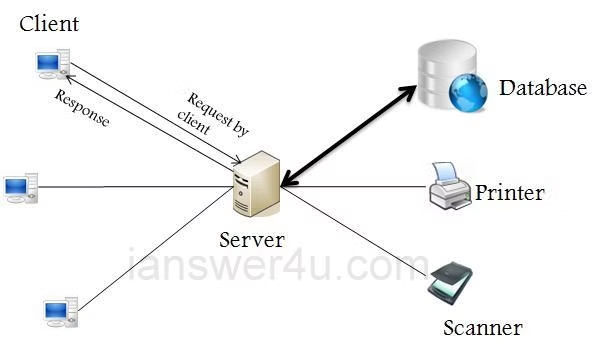 Client
Database
Response
Request by
client
Printer
Server
ianswer4u.com
Scanner